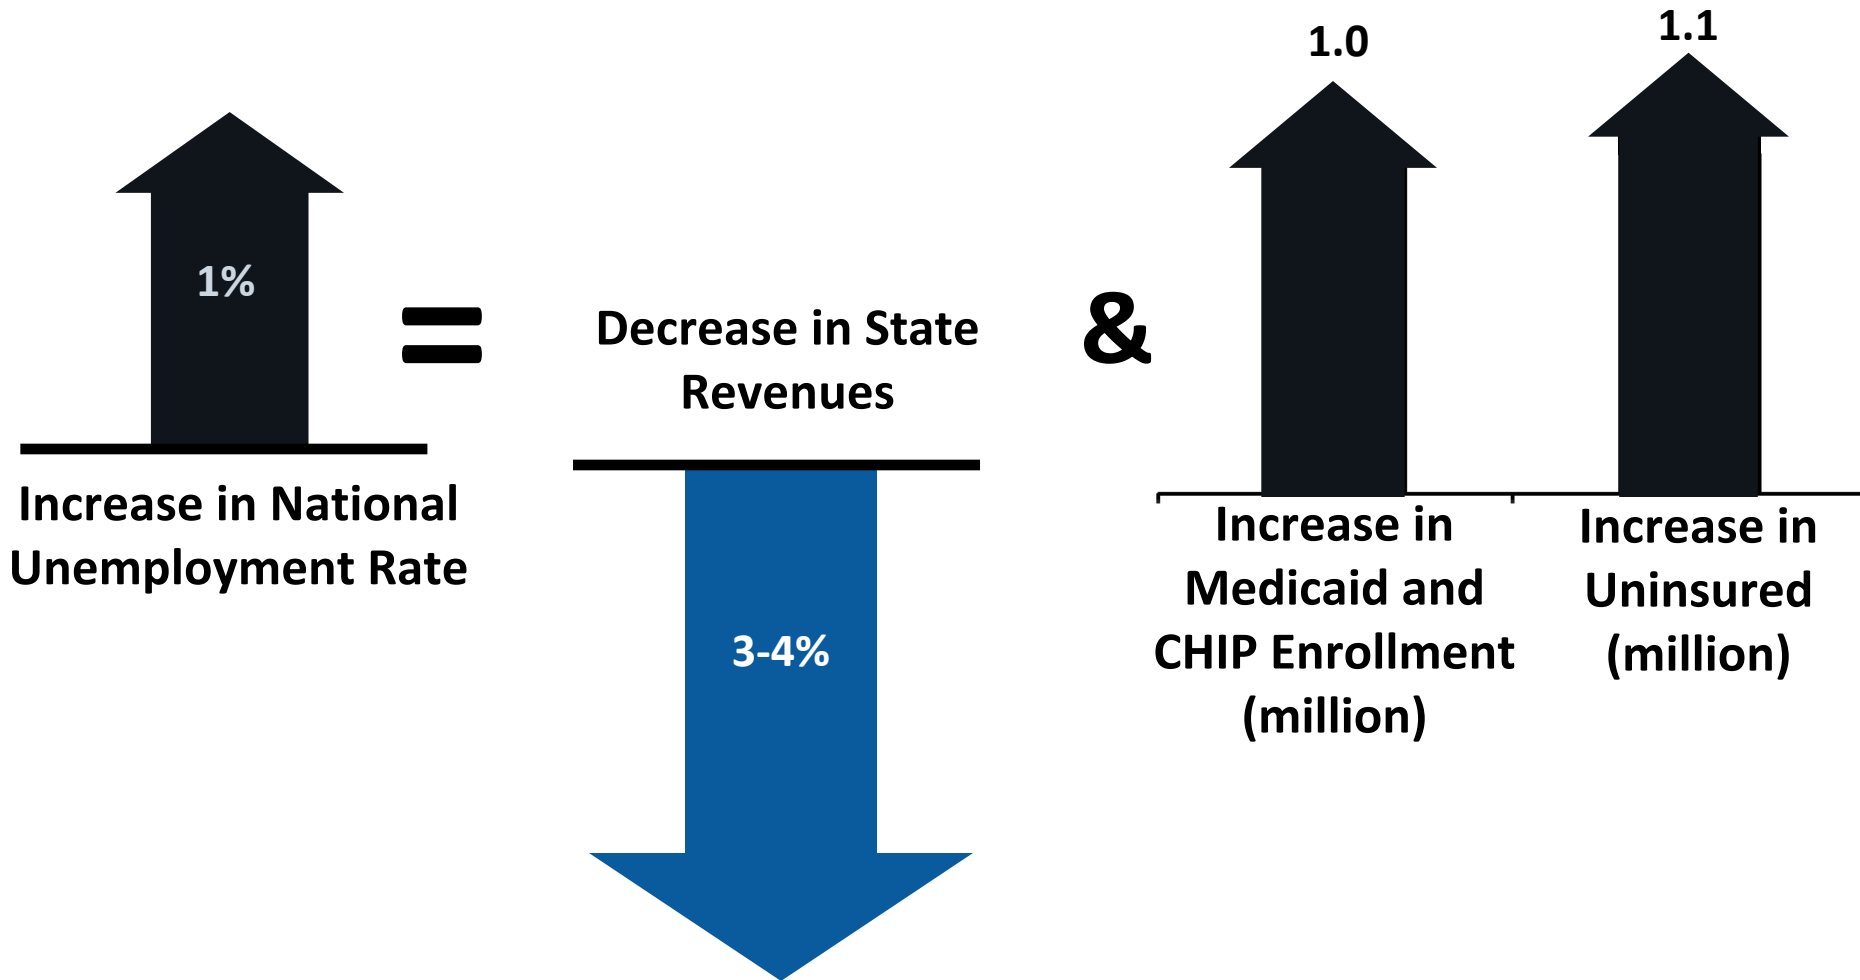 1%
Increase in National
Unemployment Rate
=
Decrease in State
Revenues
3-4%
&
1.0
Increase in
Medicaid and
CHIP Enrollment
(million)
1.1
Increase in
Uninsured
(million)